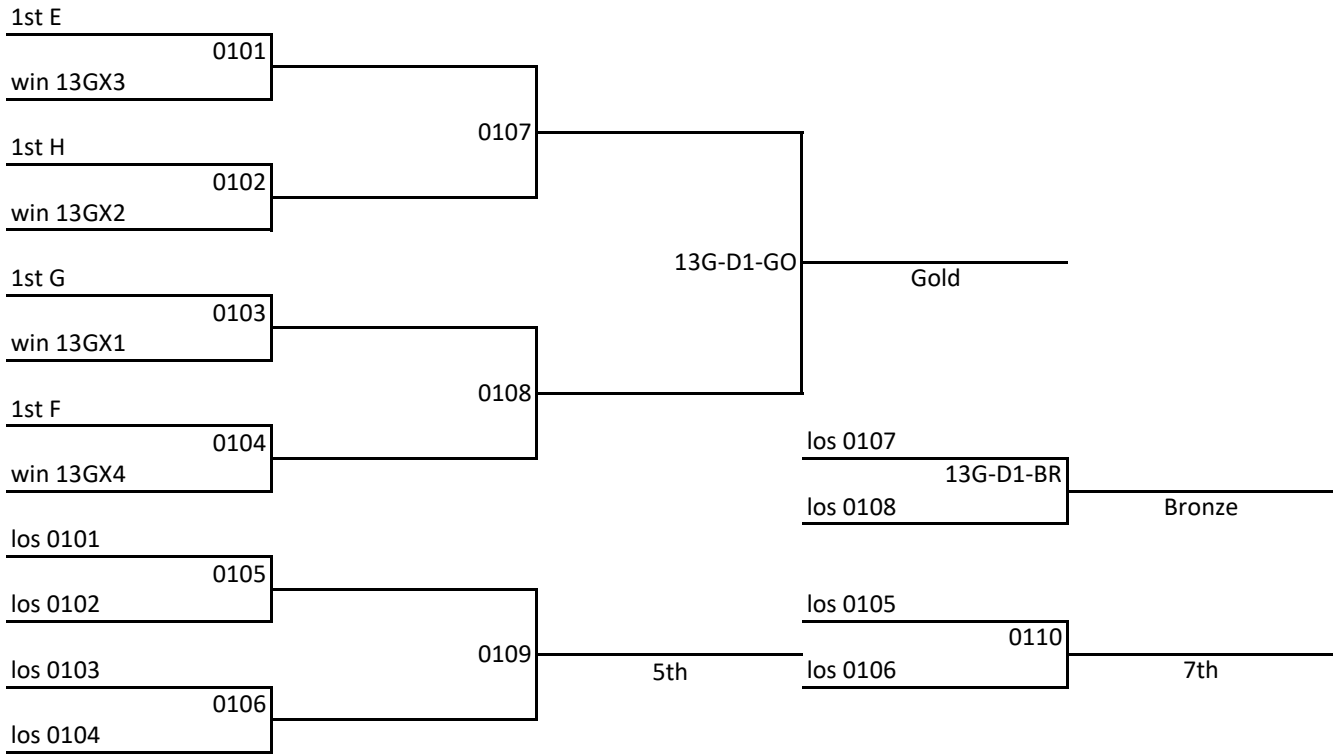 1st E
0101
win 13GX3
0107
1st H
0102
win 13GX2
13G-D1-GO
Gold
1st G
0103
win 13GX1
0108
1st F
0104
los 0107
win 13GX4
13G-D1-BR
los 0108
Bronze
los 0101
0105
los 0102
los 0105
0110
0109
5th
7th
los 0103
los 0106
0106
los 0104